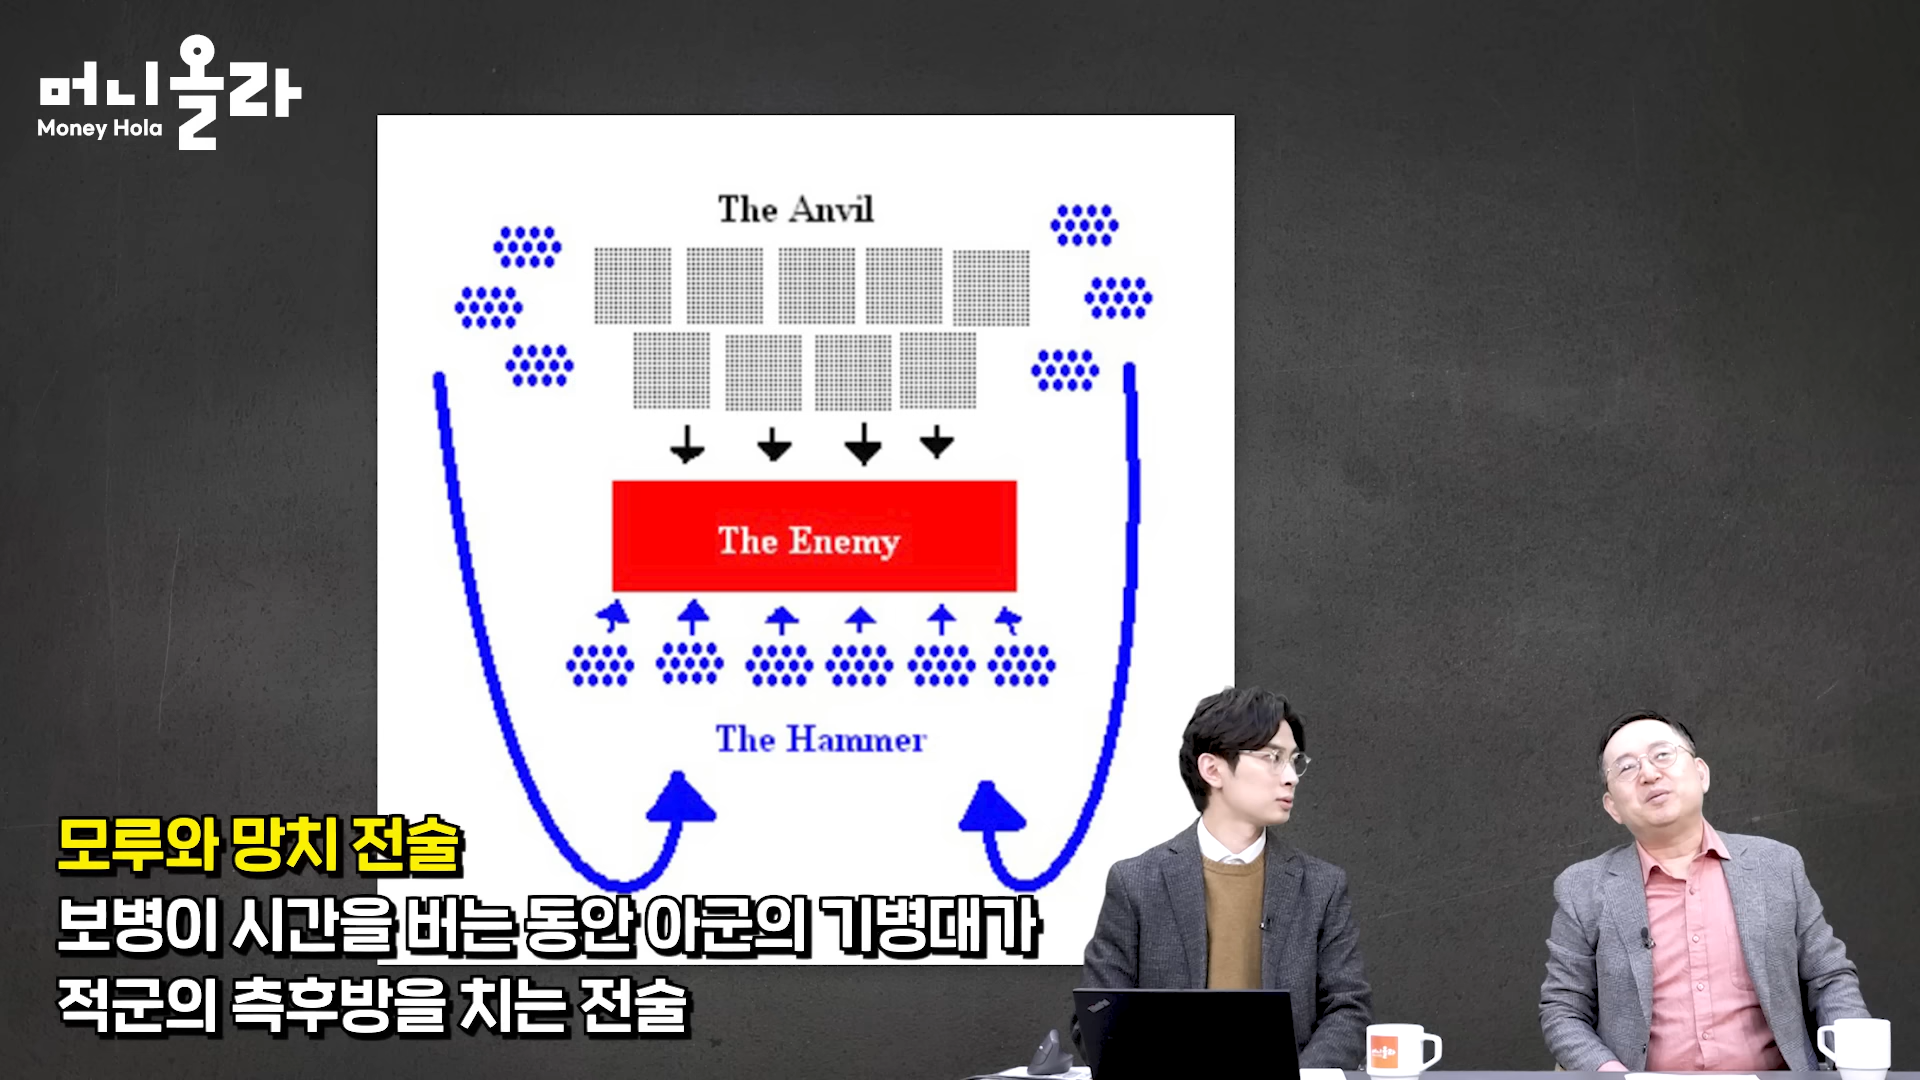 머니올라
Money Hola
The Anvil
The Enemy
The Hammer
모루와 망치 전술
보병이 시간을 버는 동안 아군의 기병대가
적군의 측후방을 치는 전술